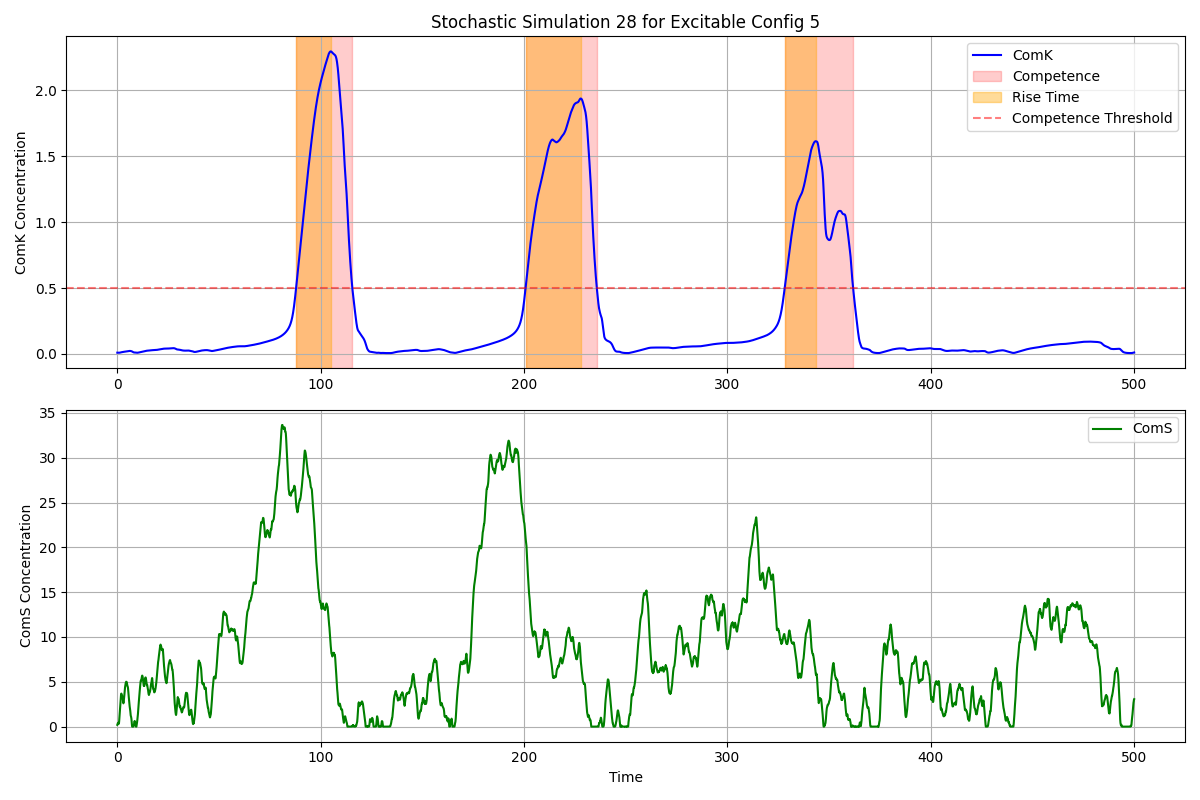 Stochastic Simulation 28 for Excitable Config 5
ComK Concentration
2.0
1.5
1.0
0.5
0.0
0 100 200 300 400 500
ComK
Competence
Rise Time
Competence Threshold
ComS Concentration
35
30
25
20
15
10
5
0
0 100 200 300 400 500
Time
ComS